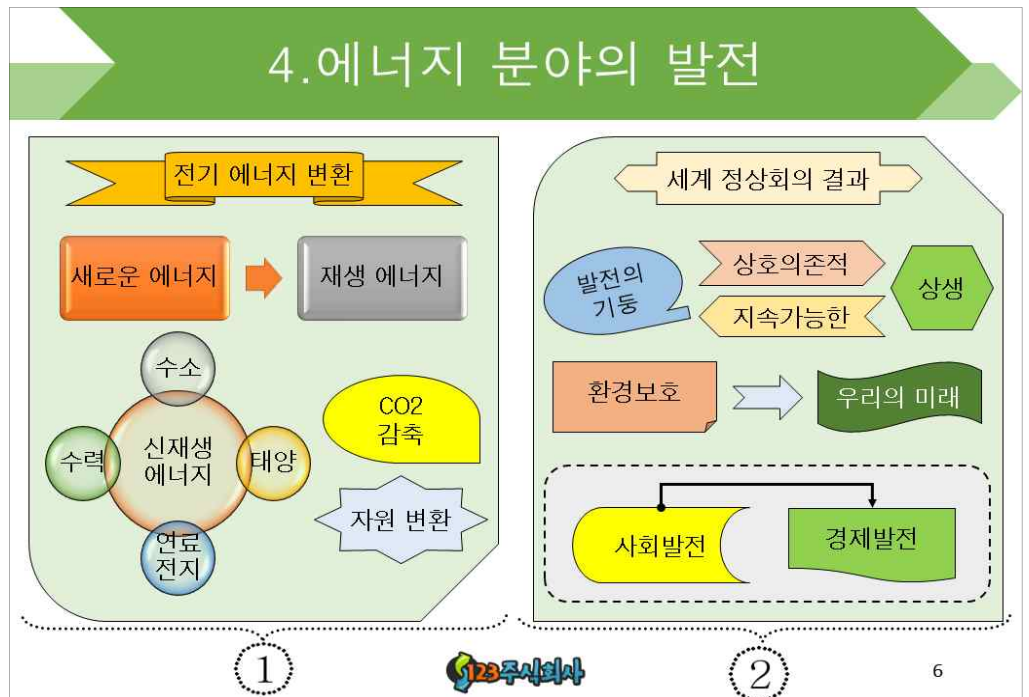 4.에너지 분야의 발전
전기 에너지 변환
새로운 에너지
재생 에너지
수소
수력
신재생
에너지
태양
연료
전지
CO2
감축
자원 변환
1
세계 정상회의 결과
발전의
기둥
상호의존적
지속가능한
상생
환경보호
우리의 미래
사회발전
경제발전
2
123주식회사
6